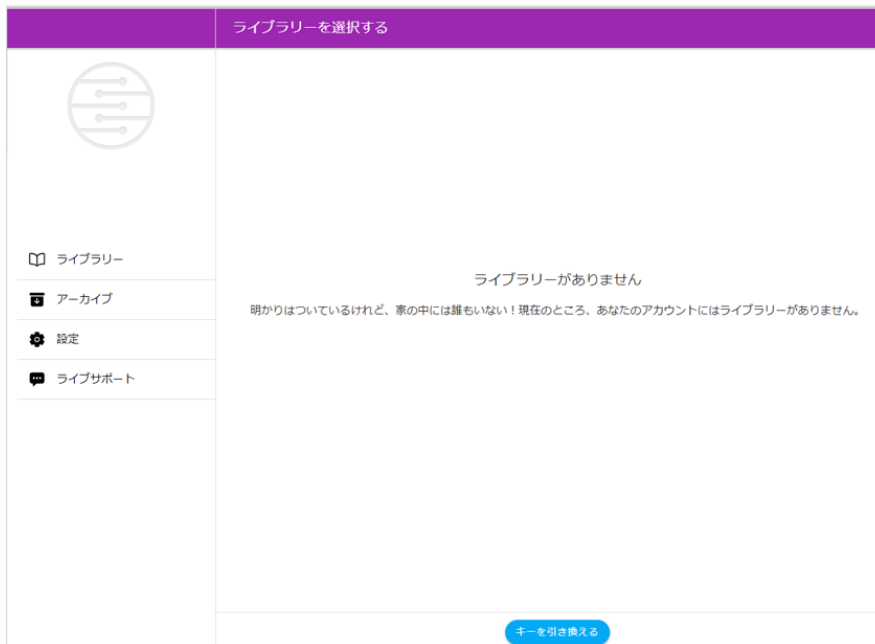 ライブラリーを選択する
ライブラリー
アーカイブ
設定
ライブサポート
ライブラリーがありません
明かりはついているけれど、家の中には誰もいない！現在のところ、あなたのアカウントにはライブラリーがありません。
キーを引き換える